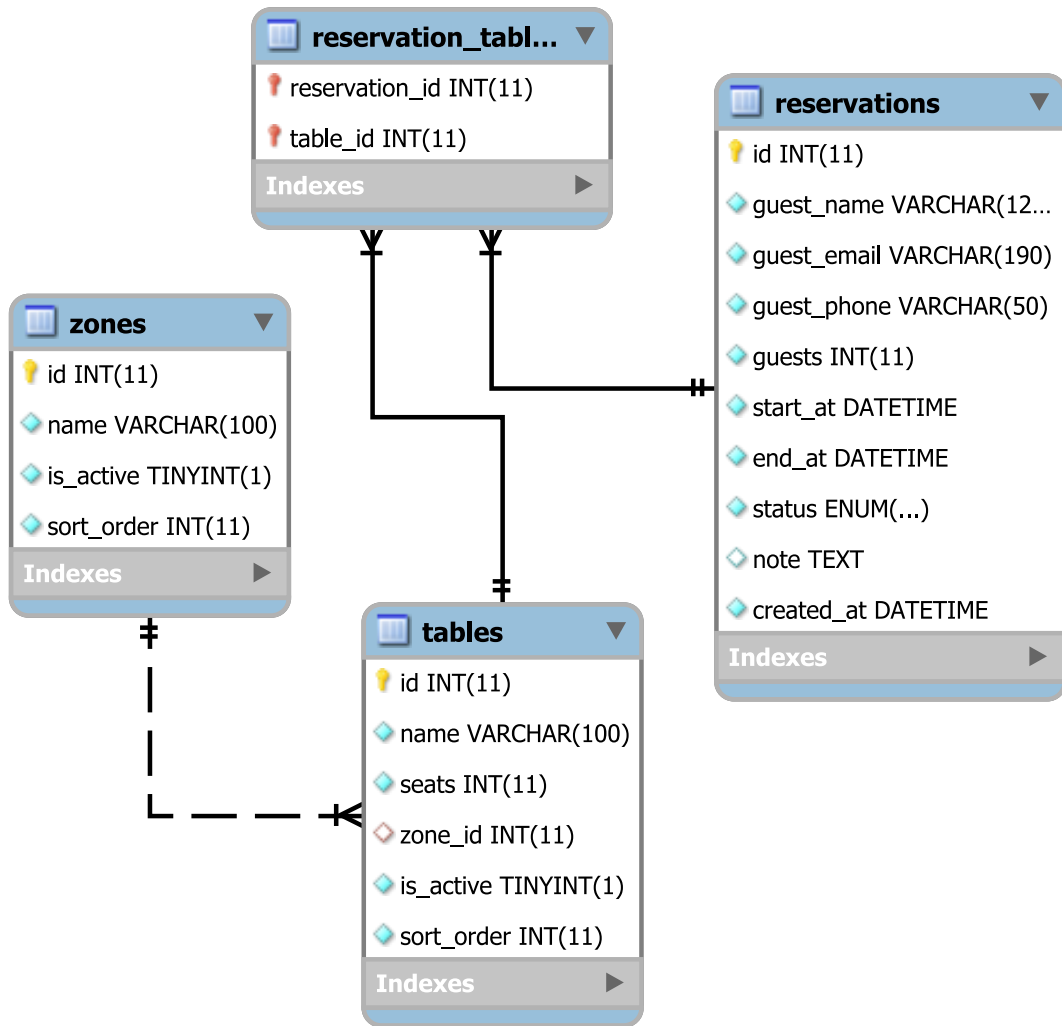 reservation_tabl...
reservation_id INT(11)
table_id INT(11)
Indexes
reservations
id INT(11)
guest_name VARCHAR(12...
guest_email VARCHAR(190)
guest_phone VARCHAR(50)
guests INT(11)
start_at DATETIME
end_at DATETIME
status ENUM(...)
note TEXT
created_at DATETIME
Indexes
zones
id INT(11)
name VARCHAR(100)
is_active TINYINT(1)
sort_order INT(11)
Indexes
tables
id INT(11)
name VARCHAR(100)
seats INT(11)
zone_id INT(11)
is_active TINYINT(1)
sort_order INT(11)
Indexes